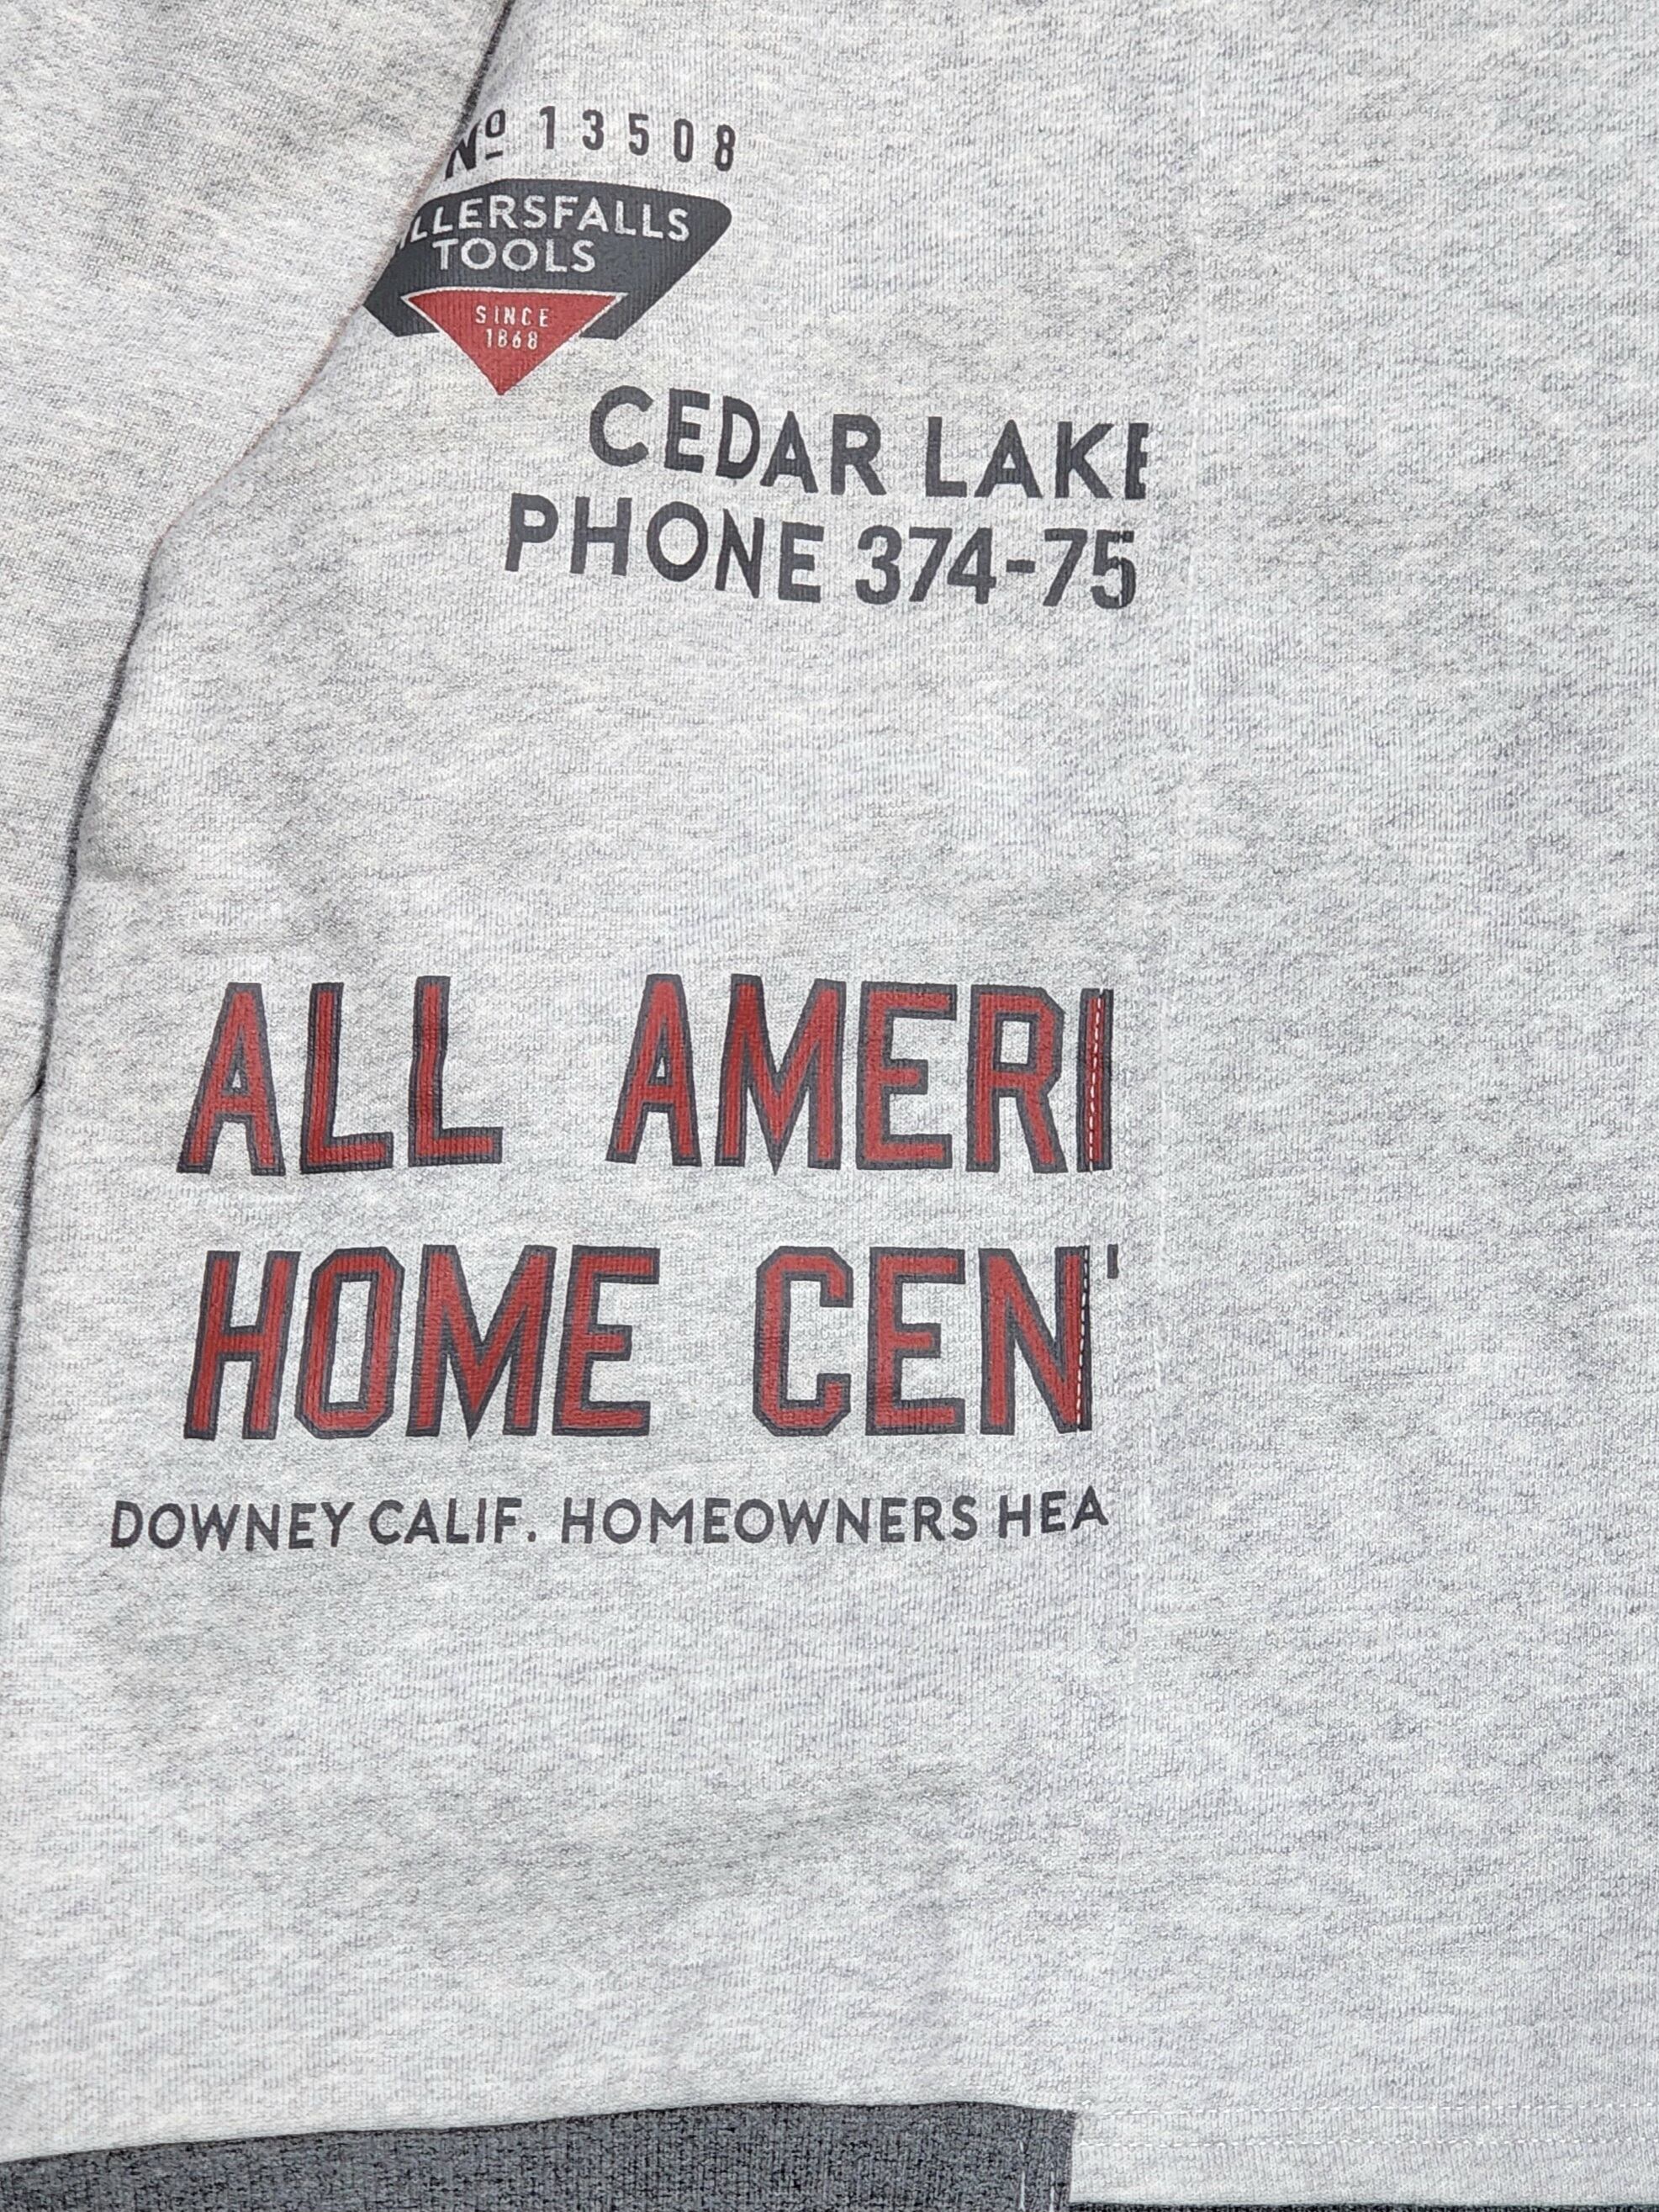 Nº 13508
LLERSFALLS
TOOLS
SINCE
1868
CEDAR LAKE
PHONE 374-75
ALL AMERI
HOME CEN
DOWNEY CALIF. HOMEOWNERS HEA